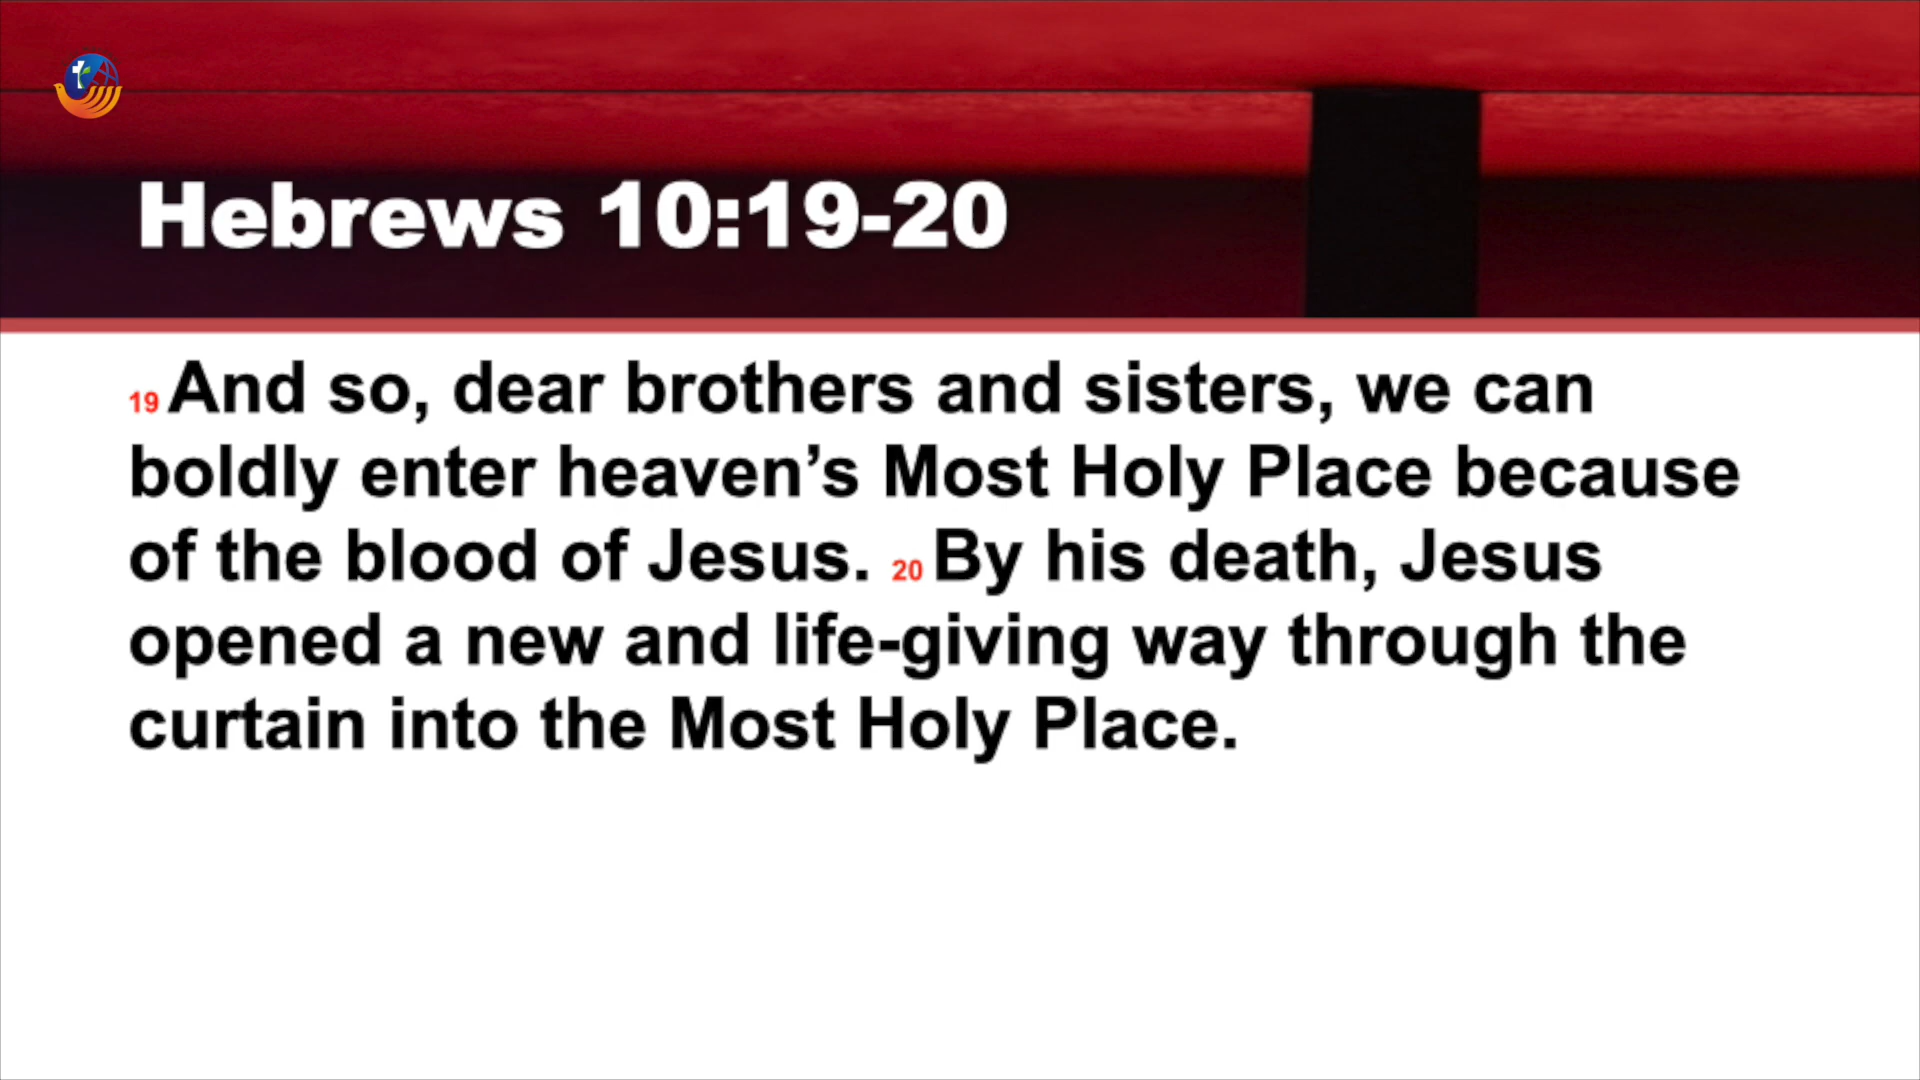 Hebrews 10:19-20
19 And so, dear brothers and sisters, we can
boldly enter heaven’s Most Holy Place because
of the blood of Jesus. 20 By his death, Jesus
opened a new and life-giving way through the
curtain into the Most Holy Place.